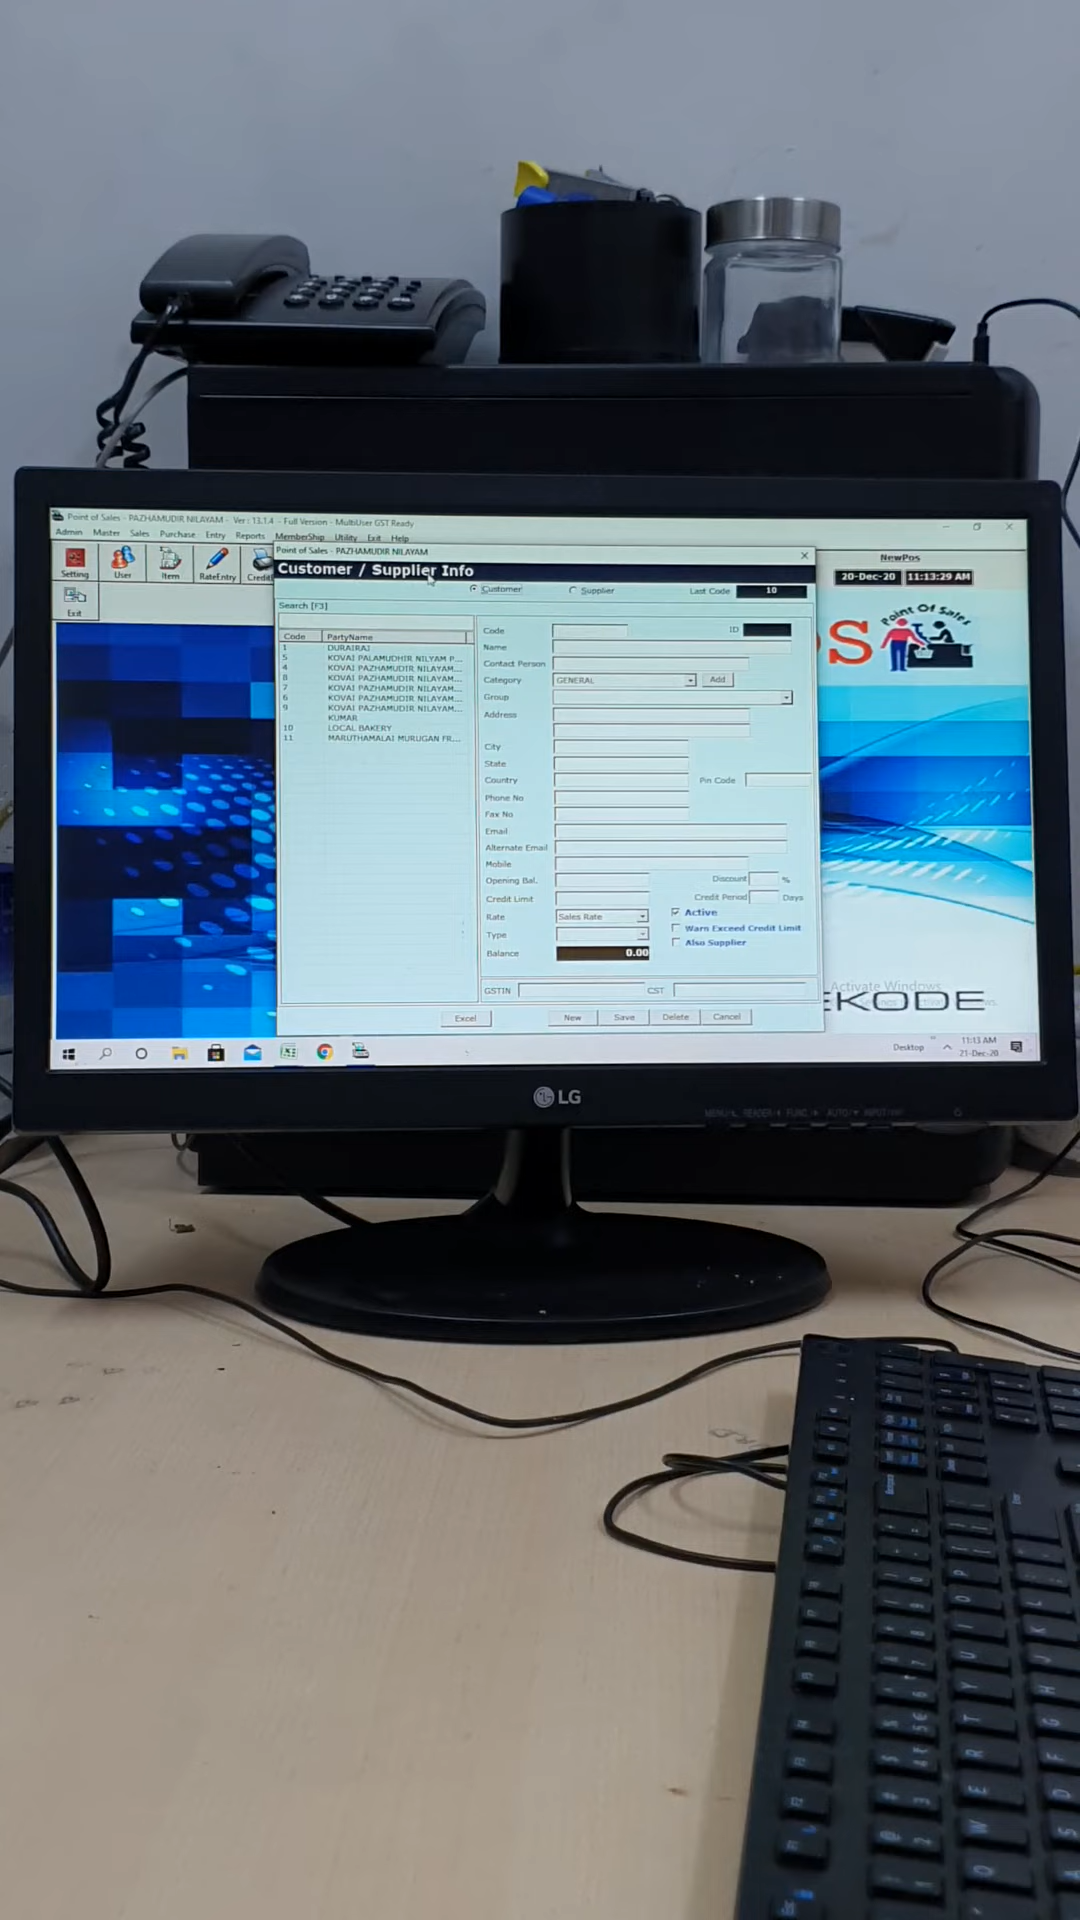 Point of Sales - PAZHAMUDIR NILAYAM - Ver : 13.1.4 - Full Version - MultiUser GST Ready
Admin Master Sales Purchase Entry Reports MemberShip Utility Exit Help
Setting User Item RateEntry
Exit
Point of Sales - PAZHAMUDIR NILAYAM
Customer / Supplier Info
Customer Supplier Last Code 10
Search [F3]
Code PartyName
1 DURAIRAJ
5 KOVAI PALAMUDHIR NILYAM P...
4 KOVAI PAZHAMUDIR NILAYAM...
8 KOVAI PAZHAMUDIR NILAYAM...
7 KOVAI PAZHAMUDIR NILAYAM...
6 KOVAI PAZHAMUDIR NILAYAM...
9 KOVAI PAZHAMUDIR NILAYAM...
KUMAR
10 LOCAL BAKERY
11 MARUTHAMALAI MURUGAN FR...
Code ID
Name
Contact Person
Category GENERAL Add
Group
Address
City
State
Country Pin Code
Phone No
Fax No
Email
Alternate Email
Mobile
Opening Bal. Discount %
Credit Limit Credit Period Days
Rate Sales Rate Active
Type Warn Exceed Credit Limit
Also Supplier
Balance 0.00
GSTIN CST
Excel New Save Delete Cancel
NewPos
20-Dec-20 11:13:29 AM
OS
Point Of Sales
Activate Windows
EKODE
Desktop 11:13 AM
21-Dec-20
LG